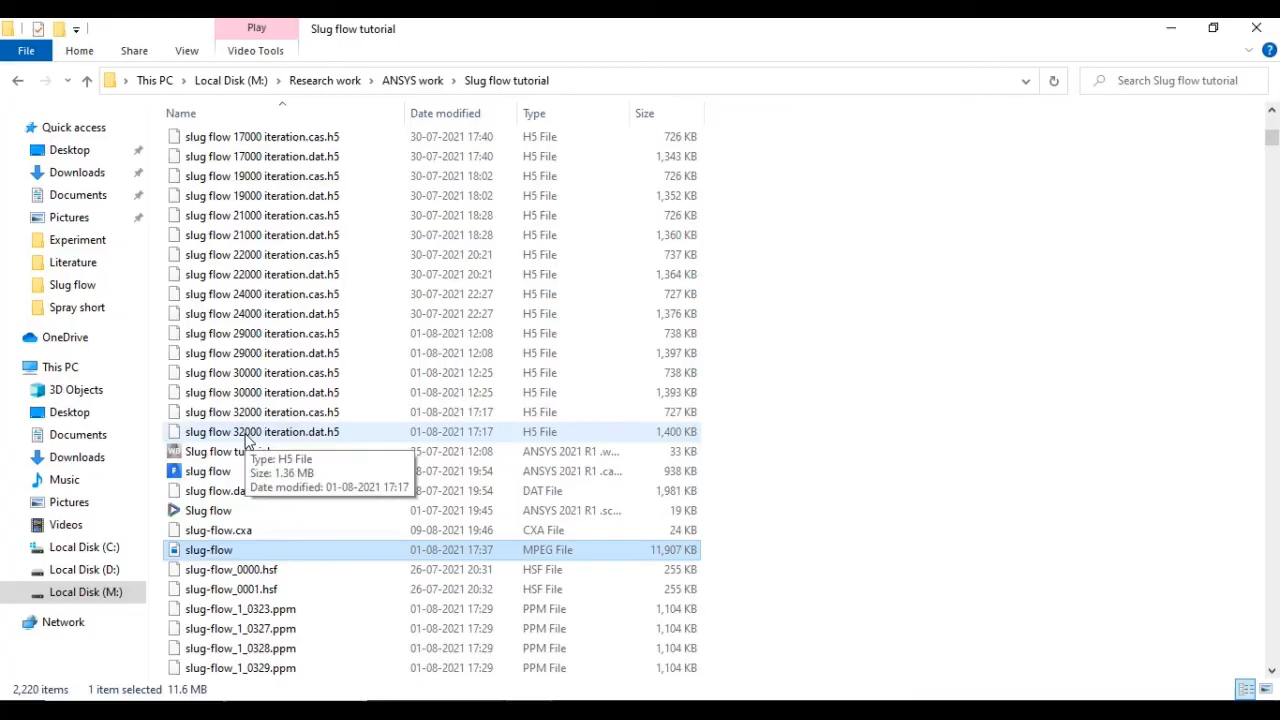 Play
Slug flow tutorial
File
Home
Share
View
Video Tools
This PC
Local Disk (M:)
Research work
ANSYS work
Slug flow tutorial
Search Slug flow tutorial
Name
Date modified
Type
Size
Quick access
Desktop
Downloads
Documents
Pictures
Experiment
Literature
Slug flow
Spray short
OneDrive
This PC
3D Objects
Desktop
Documents
Downloads
Music
Pictures
Videos
Local Disk (C:)
Local Disk (D:)
Local Disk (M:)
Network
slug flow 17000 iteration.cas.h5 30-07-2021 17:40 H5 File 726 KB
slug flow 17000 iteration.dat.h5 30-07-2021 17:40 H5 File 1,343 KB
slug flow 19000 iteration.cas.h5 30-07-2021 18:02 H5 File 726 KB
slug flow 19000 iteration.dat.h5 30-07-2021 18:02 H5 File 1,352 KB
slug flow 21000 iteration.cas.h5 30-07-2021 18:28 H5 File 726 KB
slug flow 21000 iteration.dat.h5 30-07-2021 18:28 H5 File 1,360 KB
slug flow 22000 iteration.cas.h5 30-07-2021 20:21 H5 File 737 KB
slug flow 22000 iteration.dat.h5 30-07-2021 20:21 H5 File 1,364 KB
slug flow 24000 iteration.cas.h5 30-07-2021 22:27 H5 File 727 KB
slug flow 24000 iteration.dat.h5 30-07-2021 22:27 H5 File 1,376 KB
slug flow 29000 iteration.cas.h5 01-08-2021 12:08 H5 File 738 KB
slug flow 29000 iteration.dat.h5 01-08-2021 12:08 H5 File 1,397 KB
slug flow 30000 iteration.cas.h5 01-08-2021 12:25 H5 File 738 KB
slug flow 30000 iteration.dat.h5 01-08-2021 12:25 H5 File 1,393 KB
slug flow 32000 iteration.cas.h5 01-08-2021 17:17 H5 File 727 KB
slug flow 32000 iteration.dat.h5 01-08-2021 17:17 H5 File 1,400 KB
Slug flow 5-07-2021 12:08 ANSYS 2021 R1 .w... 33 KB
slug flow 19:54 ANSYS 2021 R1 .ca... 938 KB
slug flow.da 19:54 DAT File 1,981 KB
Slug flow 01-07-2021 19:45 ANSYS 2021 R1 .sc... 19 KB
slug-flow.cxa 09-08-2021 19:46 CXA File 24 KB
slug-flow 01-08-2021 17:37 MPEG File 11,907 KB
slug-flow_0000.hsf 26-07-2021 20:31 HSF File 255 KB
slug-flow_0001.hsf 26-07-2021 20:32 HSF File 255 KB
slug-flow_1_0323.ppm 01-08-2021 17:29 PPM File 1,104 KB
slug-flow_1_0327.ppm 01-08-2021 17:29 PPM File 1,104 KB
slug-flow_1_0328.ppm 01-08-2021 17:29 PPM File 1,104 KB
slug-flow_1_0329.ppm 01-08-2021 17:29 PPM File 1,104 KB
Type: H5 File
Size: 1.36 MB
Date modified: 01-08-2021 17:17
2,220 items 1 item selected 11.6 MB